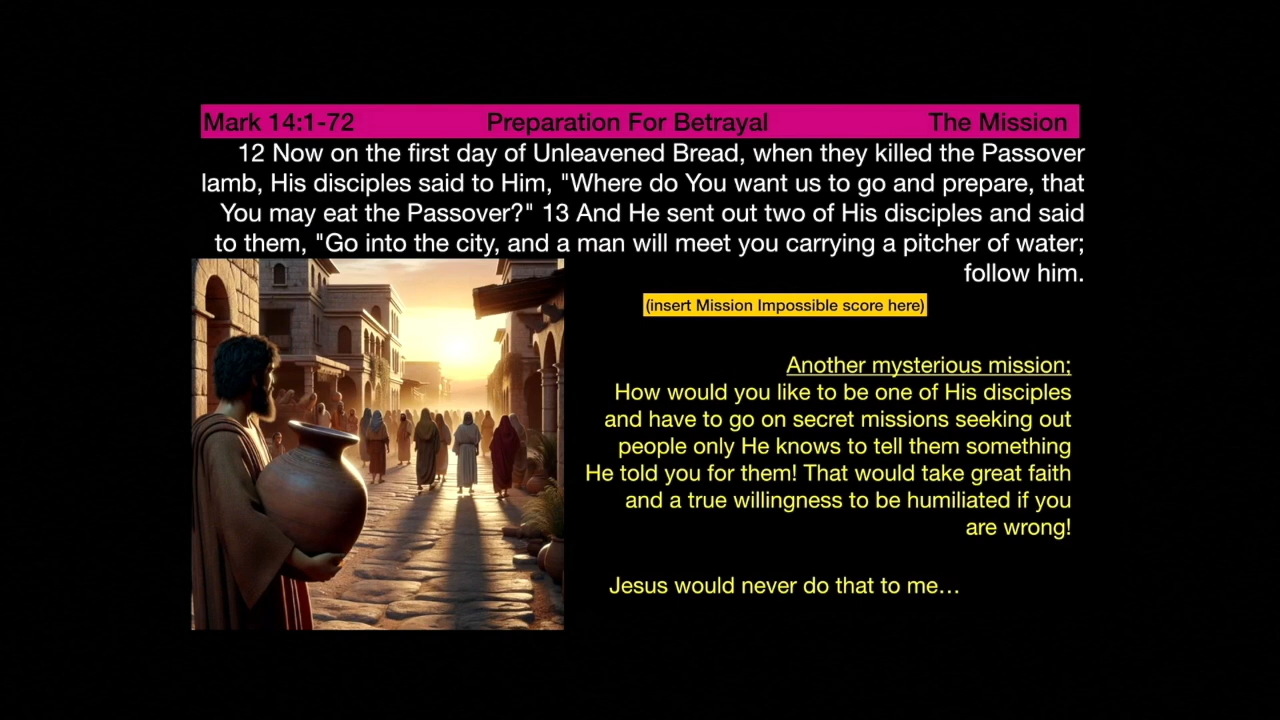 Mark 14:1-72 Preparation For Betrayal The Mission
12 Now on the first day of Unleavened Bread, when they killed the Passover
lamb, His disciples said to Him, "Where do You want us to go and prepare, that
You may eat the Passover?" 13 And He sent out two of His disciples and said
to them, "Go into the city, and a man will meet you carrying a pitcher of water;
follow him.
(insert Mission Impossible score here)
Another mysterious mission:
How would you like to be one of His disciples
and have to go on secret missions seeking out
people only He knows to tell them something
He told you for them! That would take great faith
and a true willingness to be humiliated if you
are wrong!
Jesus would never do that to me…